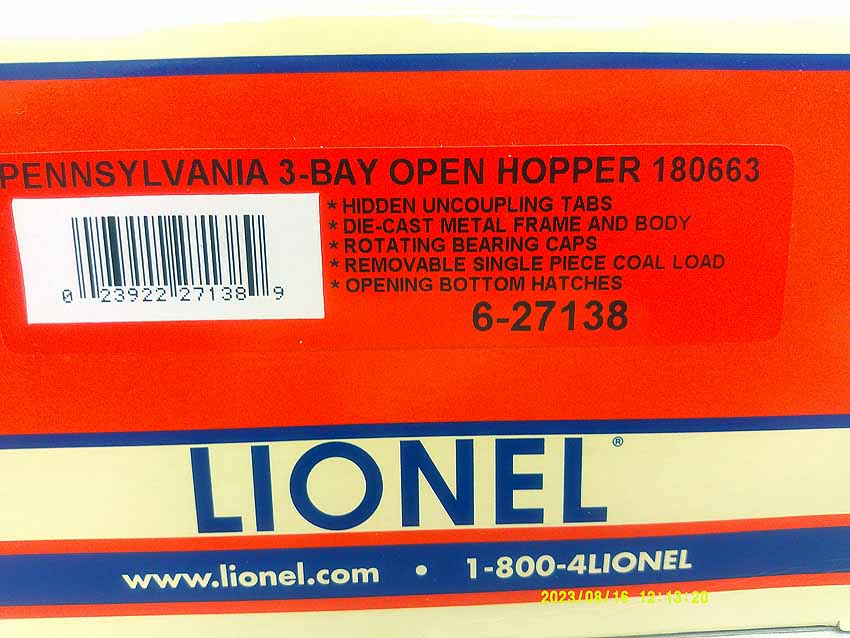 PENNSYLVANIA 3-BAY OPEN HOPPER 180663
* HIDDEN UNCOUPLING TABS
* DIE-CAST METAL FRAME AND BODY
* ROTATING BEARING CAPS
* REMOVABLE SINGLE PIECE COAL LOAD
* OPENING BOTTOM HATCHES
6-27138
0 23922 27138 9
LIONEL®
www.lionel.com • 1-800-4LIONEL
2023/08/16 12:13:20